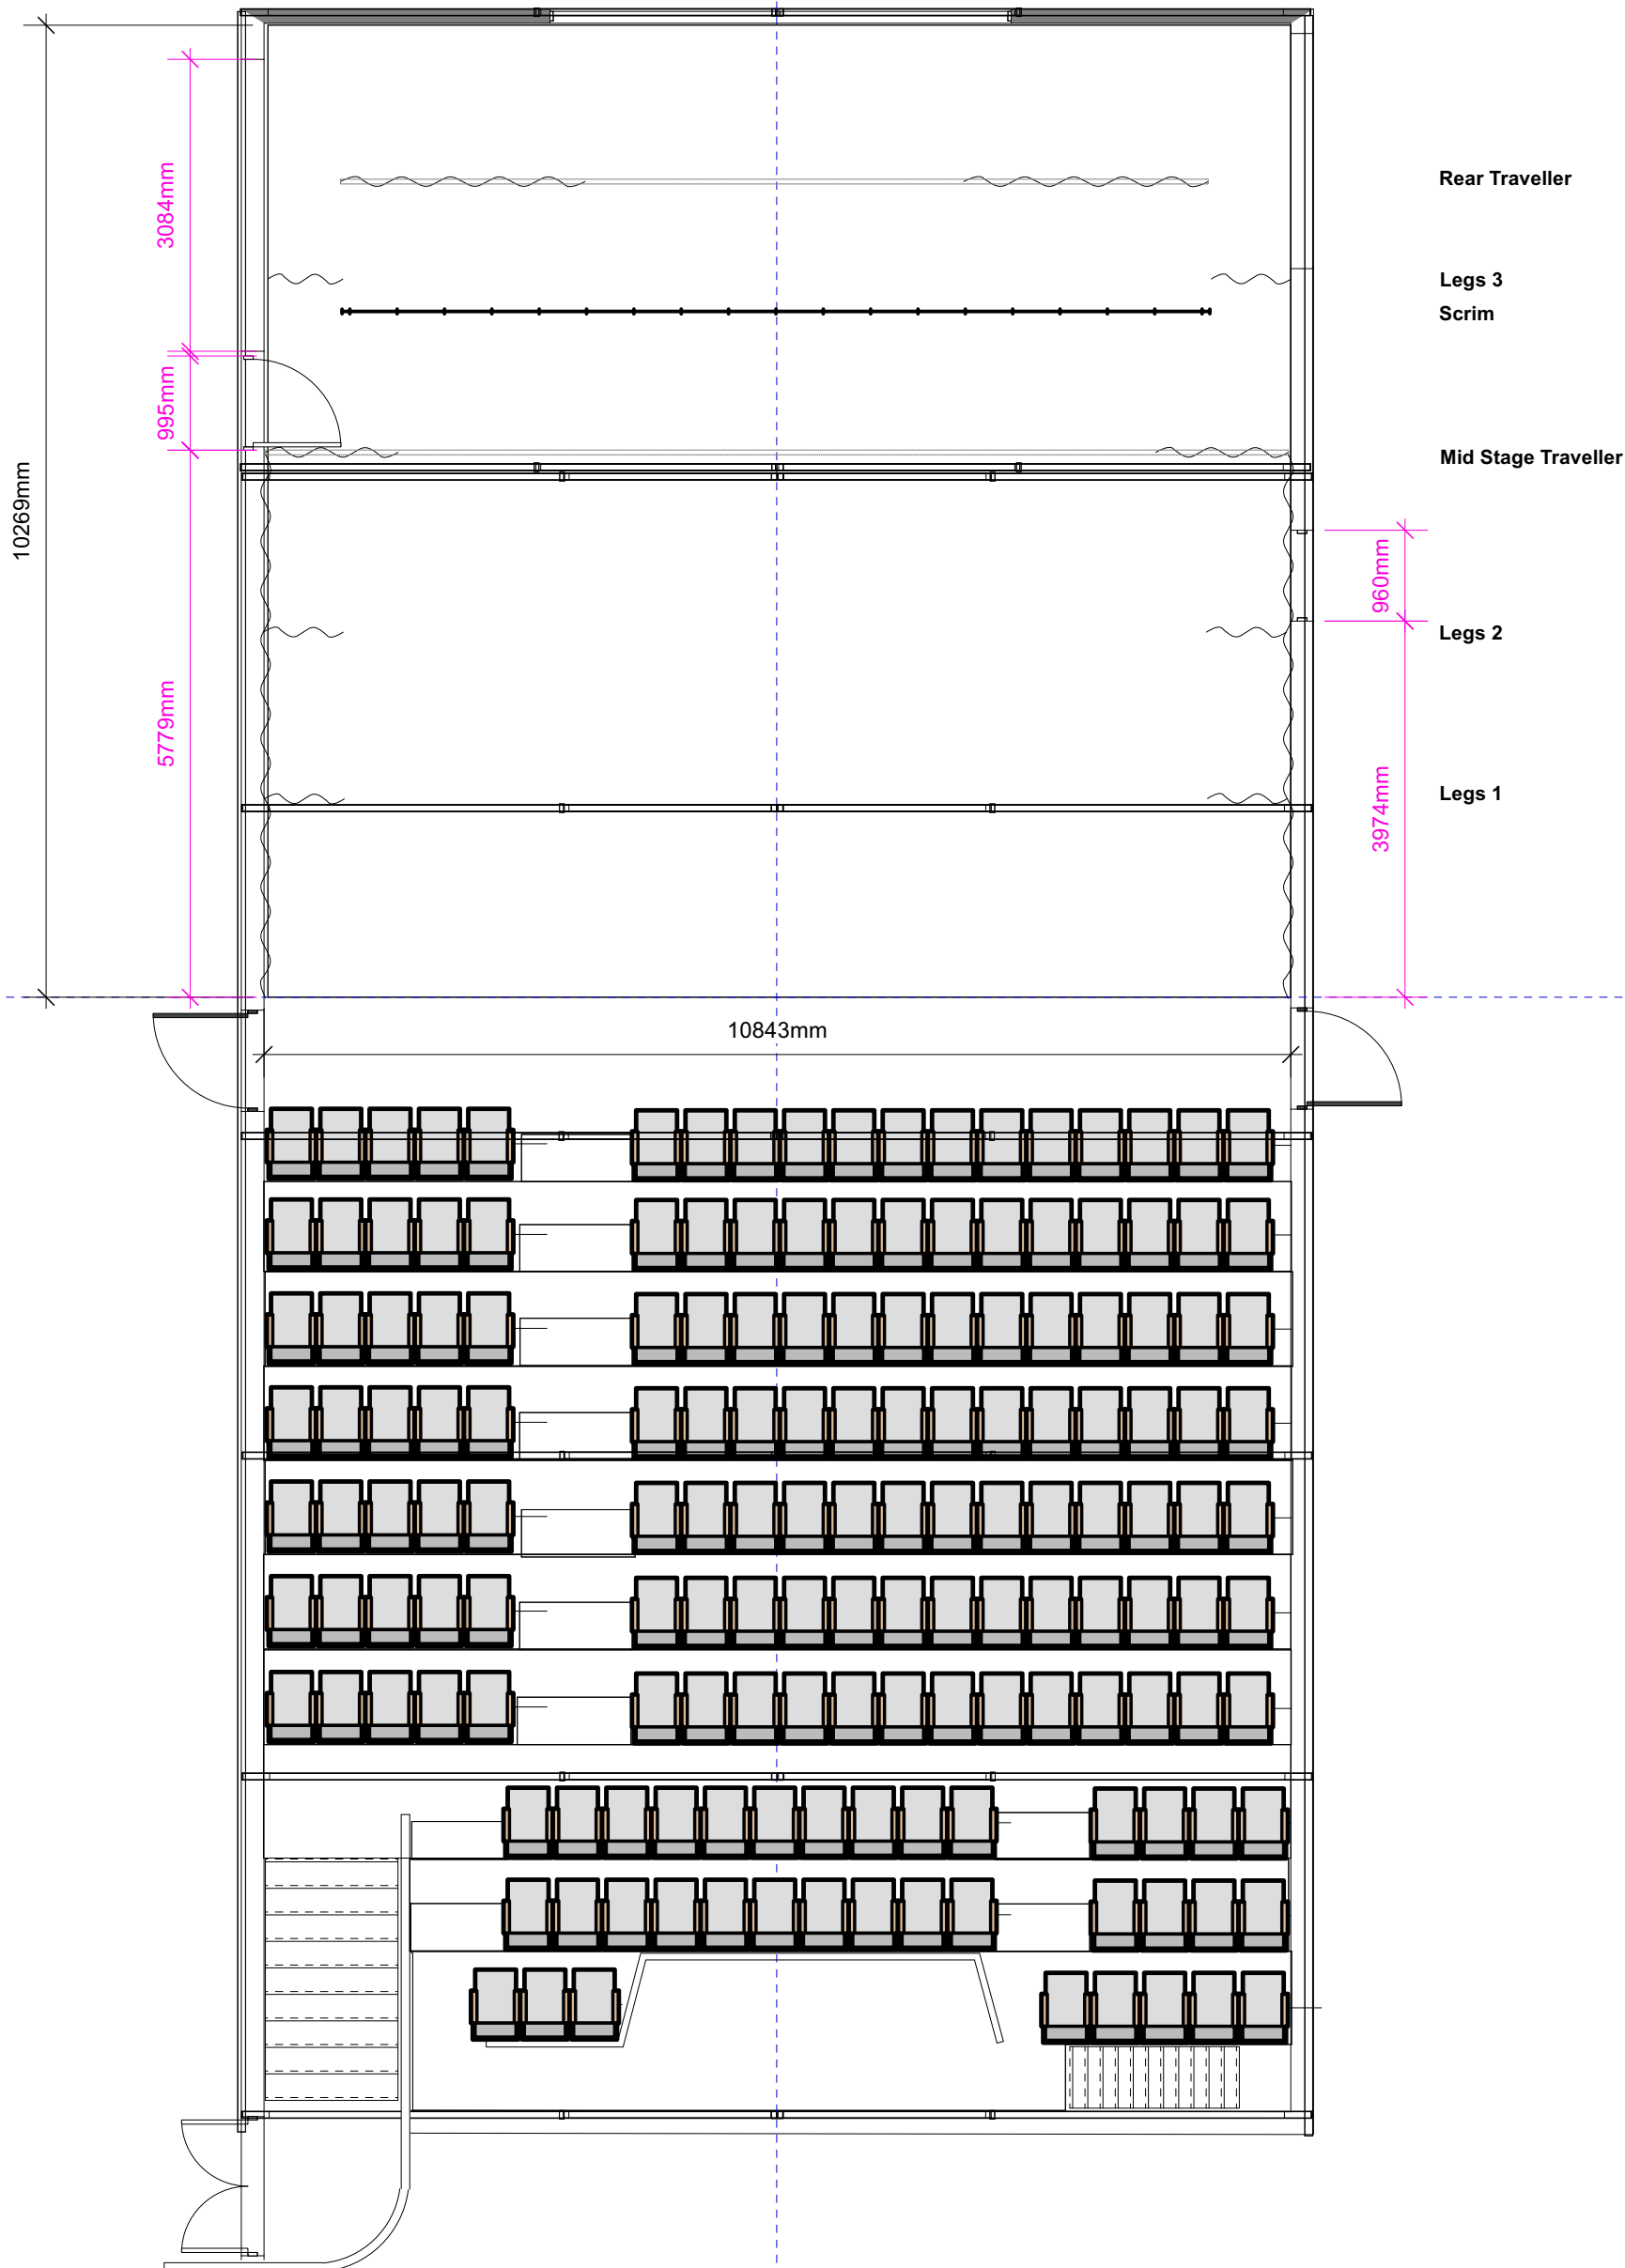 Rear Traveller
3084mm
Legs 3
Scrim
995mm
Mid Stage Traveller
10269mm
960mm
Legs 2
5779mm
Legs 1
3974mm
10843mm